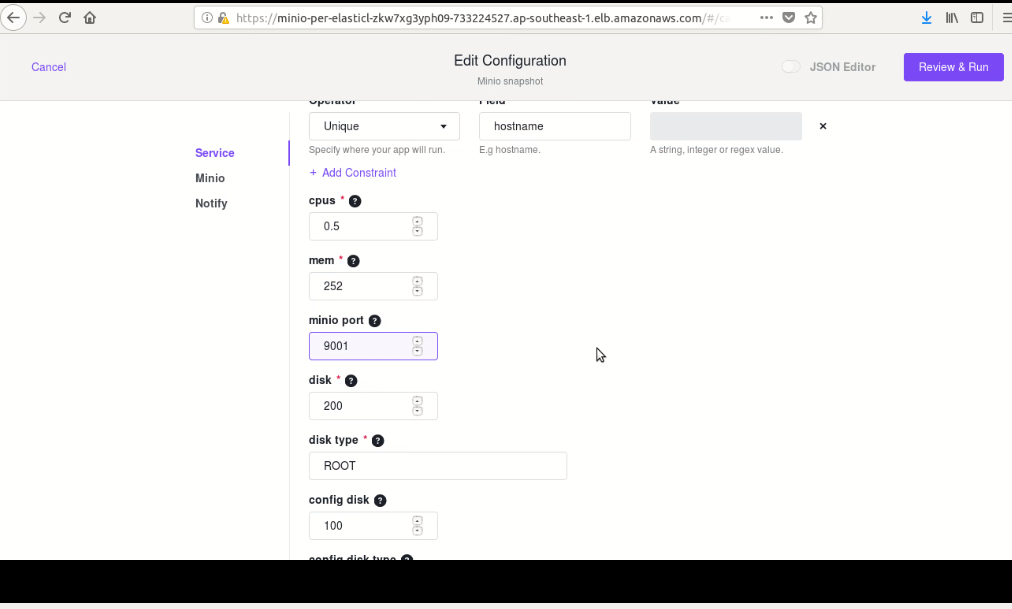 https://minio-per-elasticl-zkw7xg3yph09-733224527.ap-southeast-1.elb.amazonaws.com/#/ca
Cancel
Edit Configuration
Minio snapshot
JSON Editor
Review & Run
Operator
Field
Value
Unique
hostname
Specify where your app will run.
E.g hostname.
A string, integer or regex value.
+ Add Constraint
Service
Minio
Notify
cpus * ?
0.5
mem * ?
252
minio port ?
9001
disk * ?
200
disk type * ?
ROOT
config disk ?
100
config disk type ?